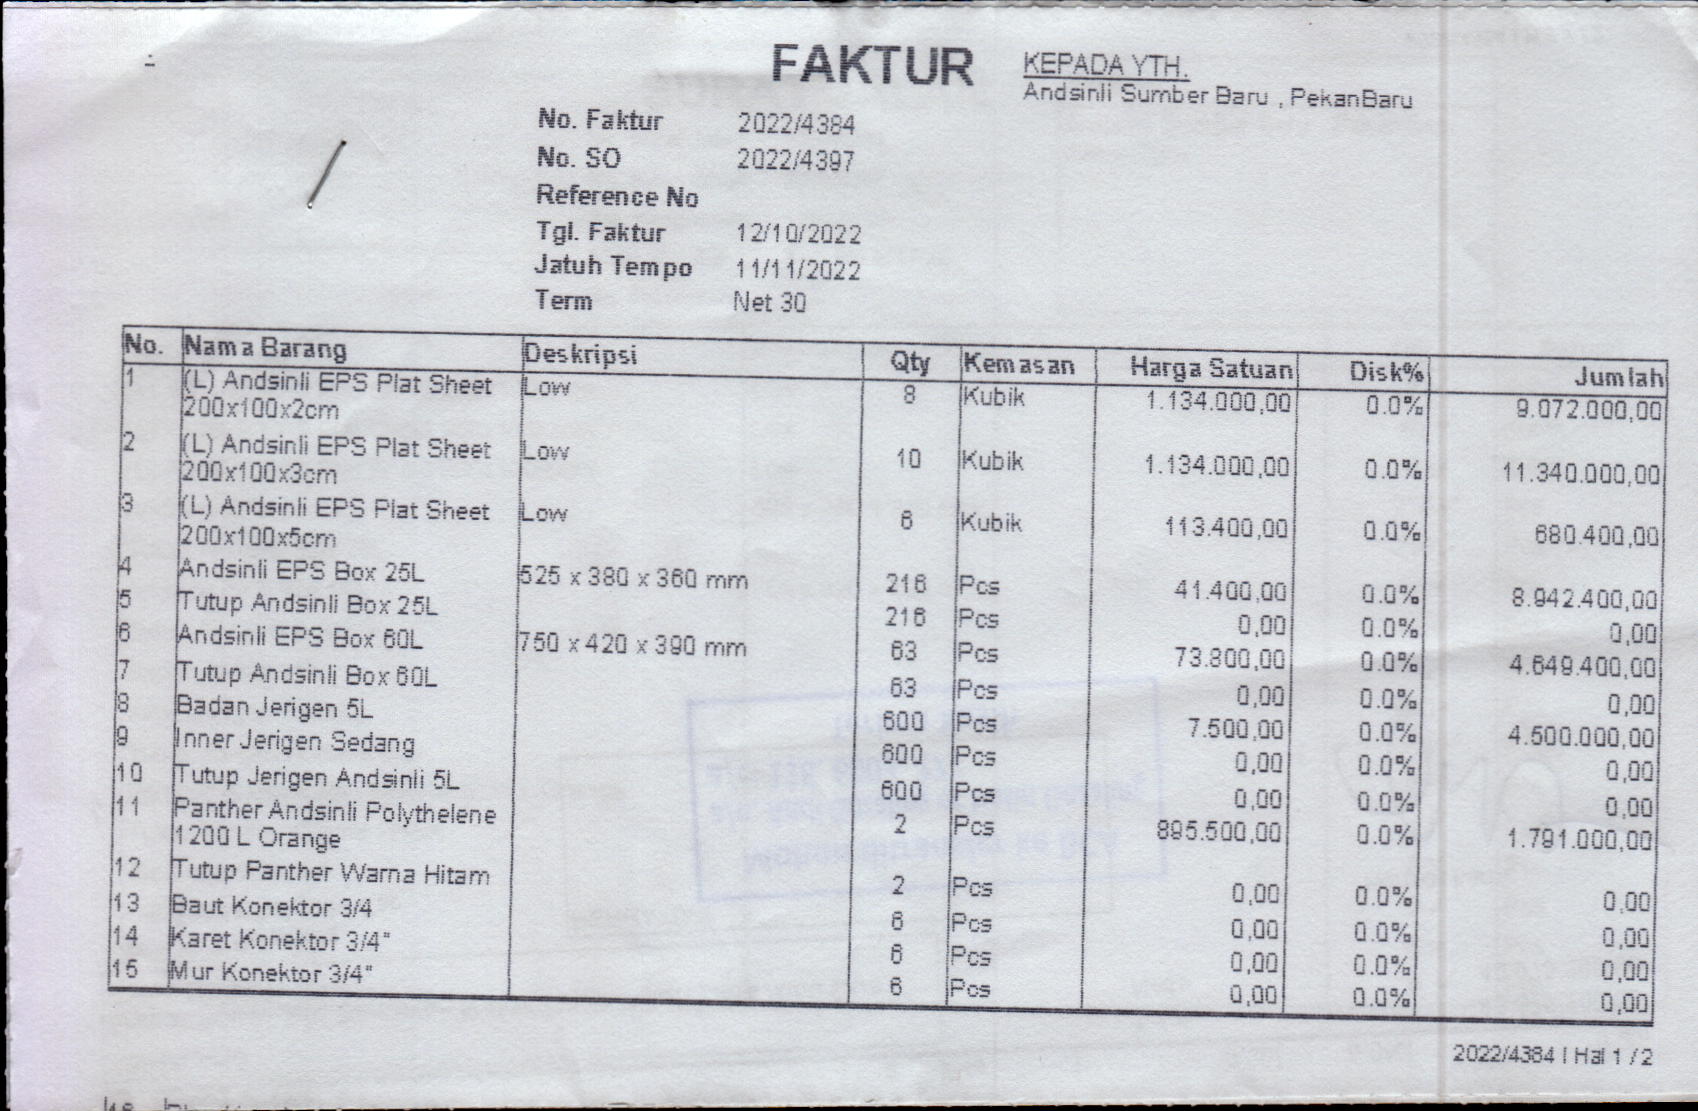 FAKTUR
KEPADA YTH.
Andsinli Sumber Baru , PekanBaru
No. Faktur 2022/4384
No. SO 2022/4397
Reference No
Tgl. Faktur 12/10/2022
Jatuh Tempo 11/11/2022
Term Net 30
No. Nama Barang Deskripsi Qty Kemasan Harga Satuan Disk% Jumlah
1 (L) Andsinli EPS Plat Sheet Low 8 Kubik 1.134.000,00 0.0% 9.072.000,00
200x100x2cm
2 (L) Andsinli EPS Plat Sheet Low 10 Kubik 1.134.000,00 0.0% 11.340.000,00
200x100x3cm
3 (L) Andsinli EPS Plat Sheet Low 6 Kubik 113.400,00 0.0% 680.400,00
200x100x5cm
4 Andsinli EPS Box 25L 525 x 380 x 360 mm 216 Pcs 41.400,00 0.0% 8.942.400,00
5 Tutup Andsinli Box 25L 216 Pcs 0,00 0.0% 0,00
6 Andsinli EPS Box 60L 750 x 420 x 390 mm 63 Pcs 73.800,00 0.0% 4.649.400,00
7 Tutup Andsinli Box 60L 63 Pcs 0,00 0.0% 0,00
8 Badan Jerigen 5L 600 Pcs 7.500,00 0.0% 4.500.000,00
9 Inner Jerigen Sedang 600 Pcs 0,00 0.0% 0,00
10 Tutup Jerigen Andsinli 5L 600 Pcs 0,00 0.0% 0,00
11 Panther Andsinli Polythelene 2 Pcs 895.500,00 0.0% 1.791.000,00
1200 L Orange
12 Tutup Panther Warna Hitam 2 Pcs 0,00 0.0% 0,00
13 Baut Konektor 3/4 6 Pcs 0,00 0.0% 0,00
14 Karet Konektor 3/4" 6 Pcs 0,00 0.0% 0,00
15 Mur Konektor 3/4" 6 Pcs 0,00 0.0% 0,00
2022/4384 | Hal 1 / 2